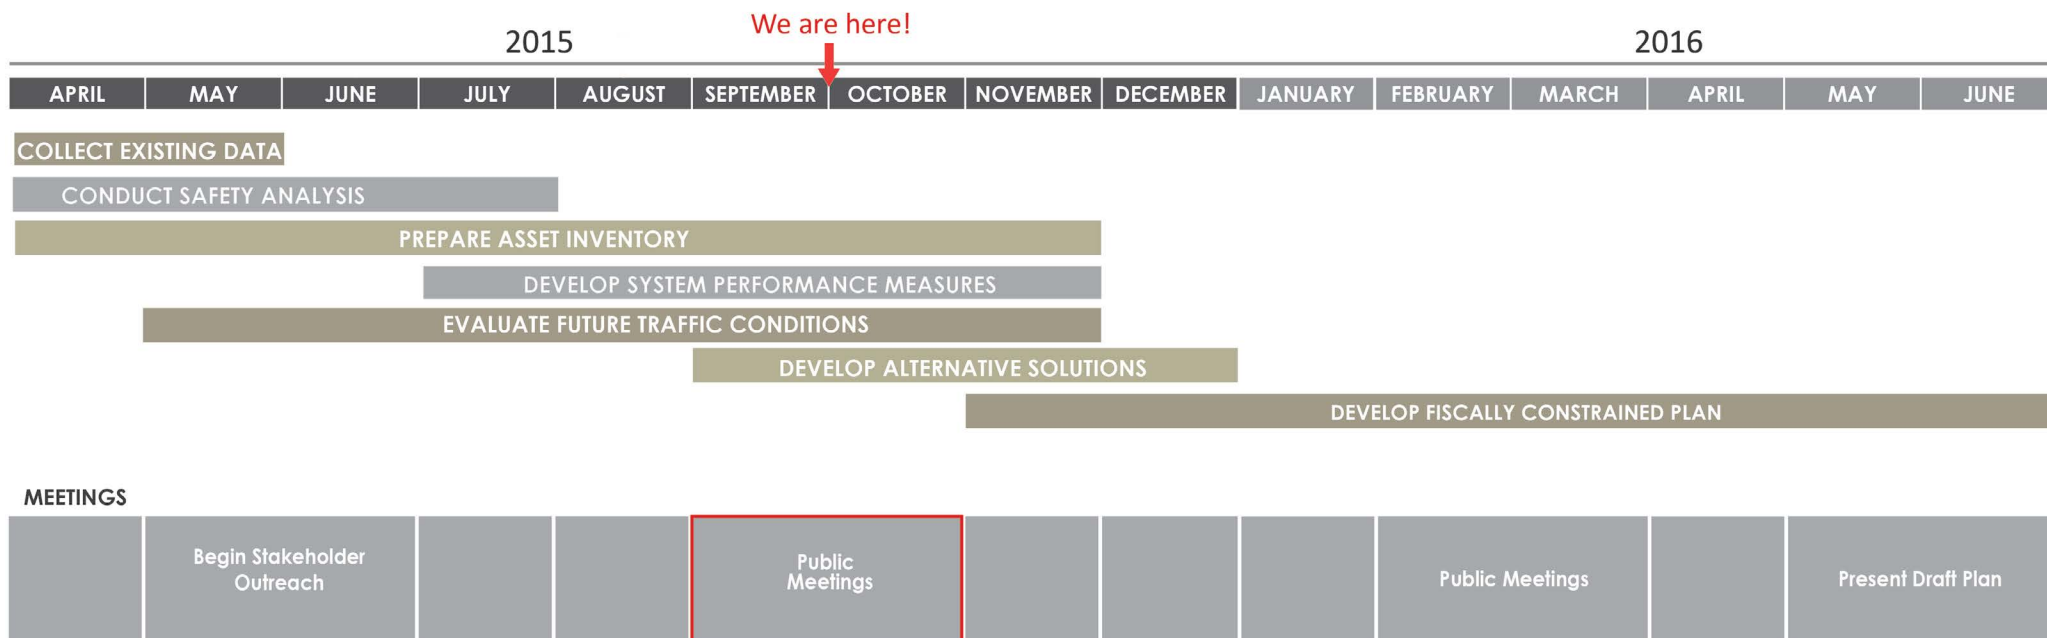 We are here!
2015 2016
APRIL MAY JUNE JULY AUGUST SEPTEMBER OCTOBER NOVEMBER DECEMBER JANUARY FEBRUARY MARCH APRIL MAY JUNE
COLLECT EXISTING DATA
CONDUCT SAFETY ANALYSIS
PREPARE ASSET INVENTORY
DEVELOP SYSTEM PERFORMANCE MEASURES
EVALUATE FUTURE TRAFFIC CONDITIONS
DEVELOP ALTERNATIVE SOLUTIONS
DEVELOP FISCALLY CONSTRAINED PLAN
MEETINGS
Begin Stakeholder
Outreach
Public
Meetings
Public Meetings
Present Draft Plan